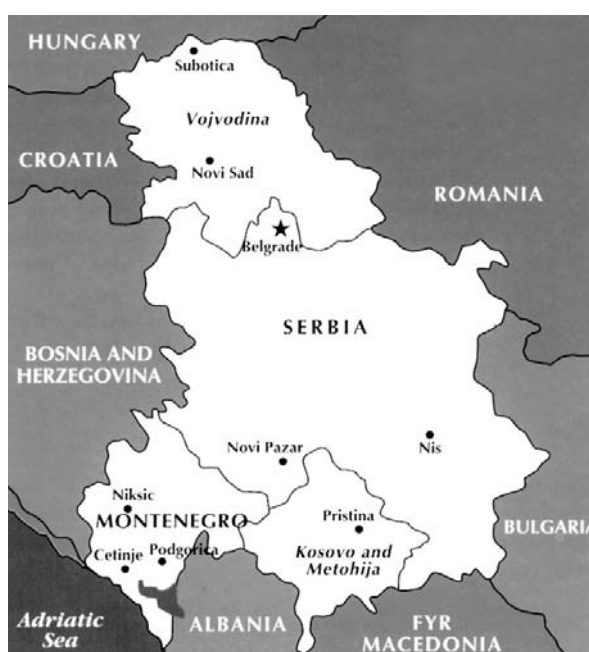 HUNGARY
Subotica
Vojvodina
CROATIA
Novi Sad
ROMANIA
Belgrade
SERBIA
BOSNIA AND
HERZEGOVINA
Novi Pazar
Nis
Niksic
MONTENEGRO
Pristina
BULGARIA
Cetinje
Podgorica
Kosovo and
Metohija
Adriatic
Sea
ALBANIA
FYR
MACEDONIA